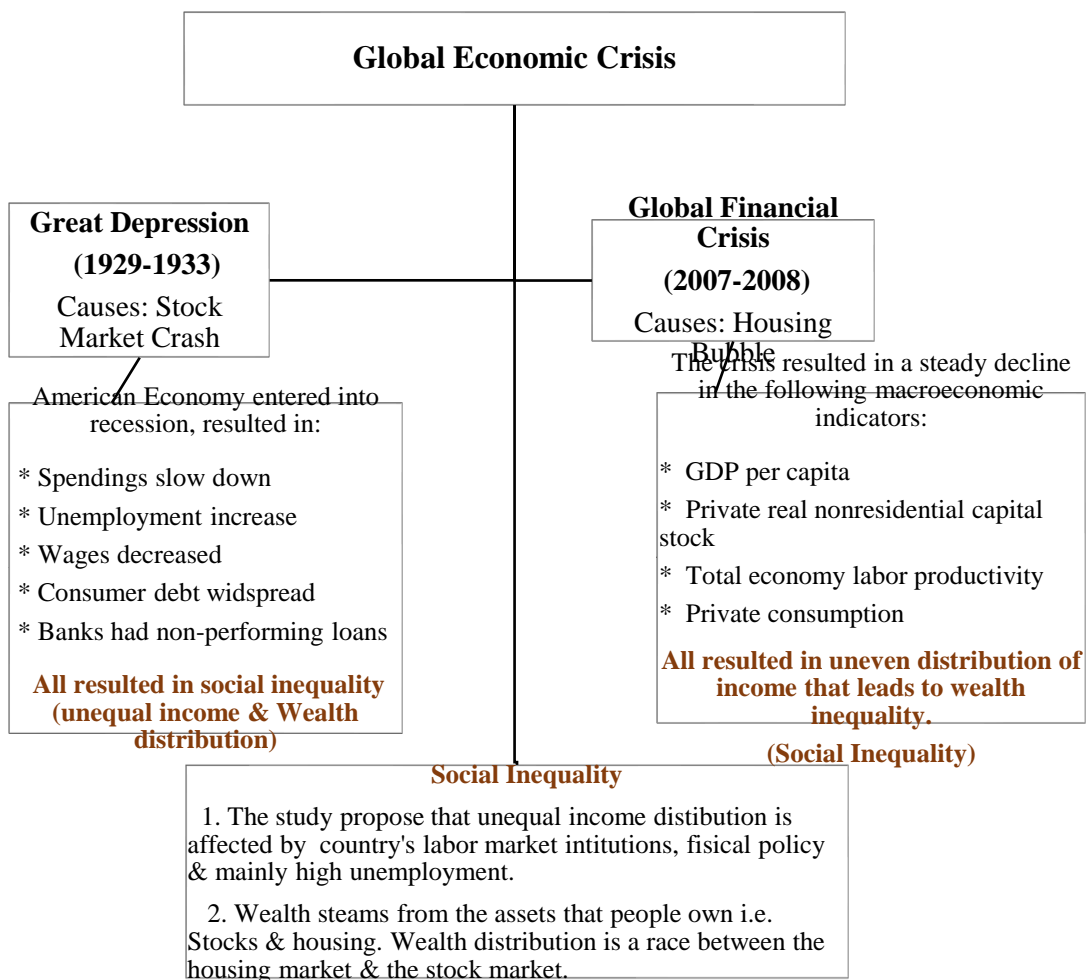 Global Economic Crisis
Great Depression
(1929-1933)
Causes: Stock
Market Crash
Global Financial
Crisis
(2007-2008)
Causes: Housing
Bubble
American Economy entered into
recession, resulted in:
* Spendings slow down
* Unemployment increase
* Wages decreased
* Consumer debt widspread
* Banks had non-performing loans
All resulted in social inequality
(unequal income & Wealth
distribution)
The crisis resulted in a steady decline
in the following macroeconomic
indicators:
* GDP per capita
* Private real nonresidential capital
stock
* Total economy labor productivity
* Private consumption
All resulted in uneven distribution of
income that leads to wealth
inequality.
(Social Inequality)
Social Inequality
1. The study propose that unequal income distibution is
affected by country's labor market intitutions, fisical policy
& mainly high unemployment.
2. Wealth steams from the assets that people own i.e.
Stocks & housing. Wealth distribution is a race between the
housing market & the stock market.